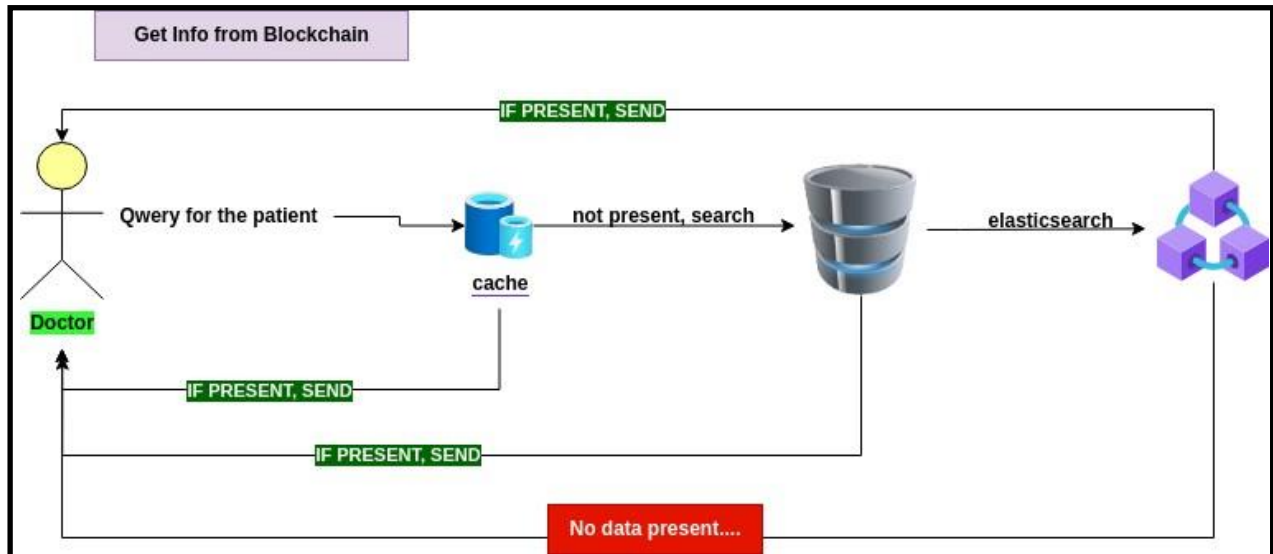 Get Info from Blockchain
IF PRESENT, SEND
Qwery for the patient
not present, search
elasticsearch
cache
Doctor
IF PRESENT, SEND
IF PRESENT, SEND
No data present....